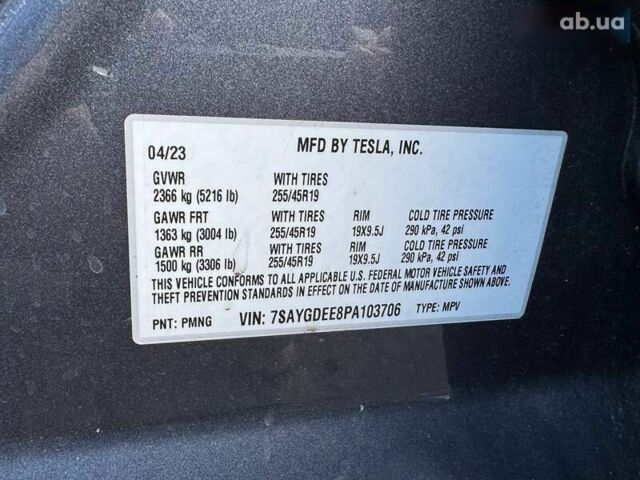 ab.ua
04/23 MFD BY TESLA, INC.
GVWR WITH TIRES
2366 kg (5216 lb) 255/45R19
GAWR FRT WITH TIRES RIM COLD TIRE PRESSURE
1363 kg (3004 lb) 255/45R19 19X9.5J 290 kPa, 42 psi
GAWR RR WITH TIRES RIM COLD TIRE PRESSURE
1500 kg (3306 lb) 255/45R19 19X9.5J 290 kPa, 42 psi
THIS VEHICLE CONFORMS TO ALL APPLICABLE U.S. FEDERAL MOTOR VEHICLE SAFETY AND
THEFT PREVENTION STANDARDS IN EFFECT ON THE DATE OF MANUFACTURE SHOWN ABOVE.
PNT: PMNG VIN: 7SAYGDEE8PA103706 TYPE: MPV